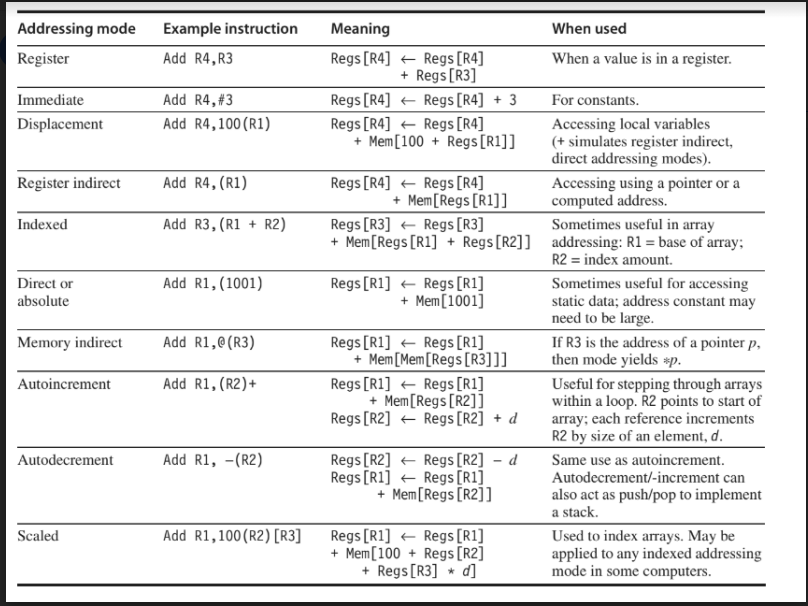 Addressing mode Example instruction Meaning When used
Register Add R4,R3 Regs[R4] ← Regs[R4] When a value is in a register.
+ Regs[R3]
Immediate Add R4,#3 Regs[R4] ← Regs[R4] + 3 For constants.
Displacement Add R4,100(R1) Regs[R4] ← Regs[R4] Accessing local variables
+ Mem[100 + Regs[R1]] (+ simulates register indirect,
direct addressing modes).
Register indirect Add R4,(R1) Regs[R4] ← Regs[R4] Accessing using a pointer or a
+ Mem[Regs[R1]] computed address.
Indexed Add R3,(R1 + R2) Regs[R3] ← Regs[R3] Sometimes useful in array
+ Mem[Regs[R1] + Regs[R2]] addressing: R1 = base of array;
R2 = index amount.
Direct or Add R1,(1001) Regs[R1] ← Regs[R1] Sometimes useful for accessing
absolute + Mem[1001] static data; address constant may
need to be large.
Memory indirect Add R1,@(R3) Regs[R1] ← Regs[R1] If R3 is the address of a pointer p,
+ Mem[Mem[Regs[R3]]] then mode yields *p.
Autoincrement Add R1,(R2)+ Regs[R1] ← Regs[R1] Useful for stepping through arrays
+ Mem[Regs[R2]] within a loop. R2 points to start of
Regs[R2] ← Regs[R2] + d array; each reference increments
R2 by size of an element, d.
Autodecrement Add R1, −(R2) Regs[R2] ← Regs[R2] − d Same use as autoincrement.
Regs[R1] ← Regs[R1] Autodecrement/-increment can
+ Mem[Regs[R2]] also act as push/pop to implement
a stack.
Scaled Add R1,100(R2)[R3] Regs[R1] ← Regs[R1] Used to index arrays. May be
+ Mem[100 + Regs[R2] applied to any indexed addressing
+ Regs[R3] * d] mode in some computers.